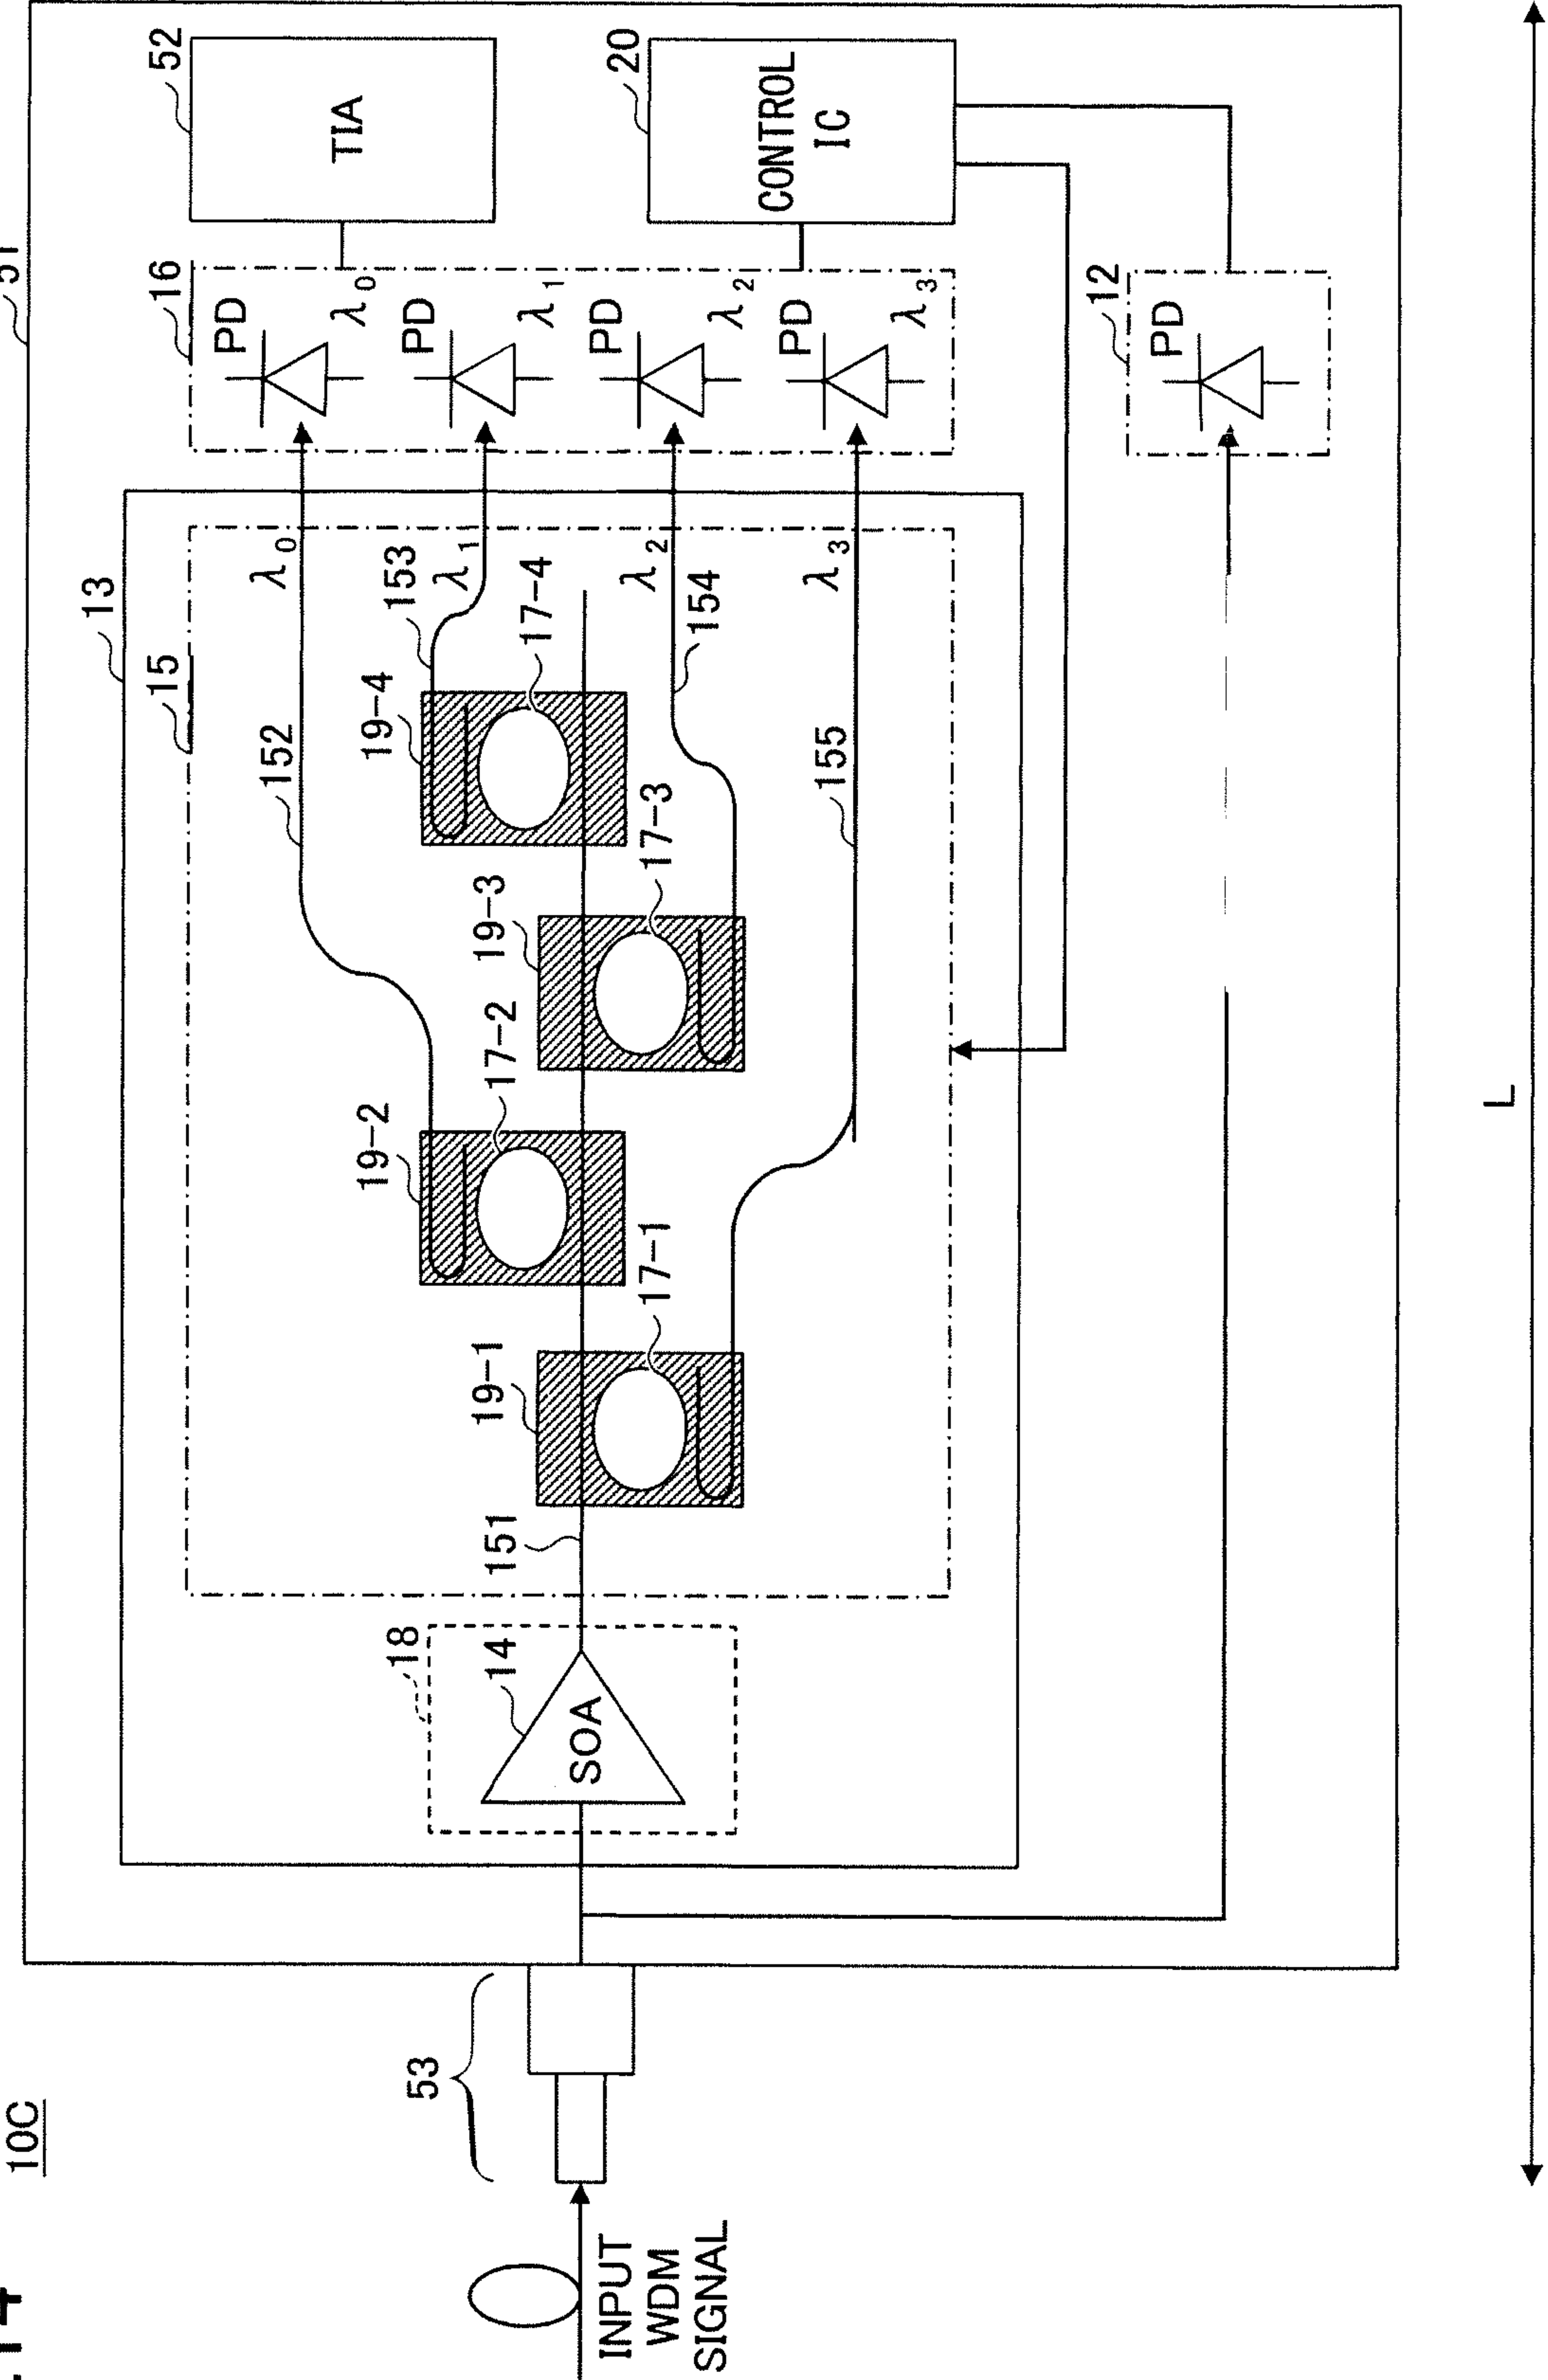 10C
51
13
15
16
52
TIA
20
CONTROL
IC
PD
λ0
PD
λ1
PD
λ2
PD
λ3
12
PD
152
λ0
153
λ1
19-4
17-4
λ2
154
19-3
17-3
λ3
155
19-2
17-2
19-1
17-1
151
18
14
SOA
53
INPUT
WDM
SIGNAL
L